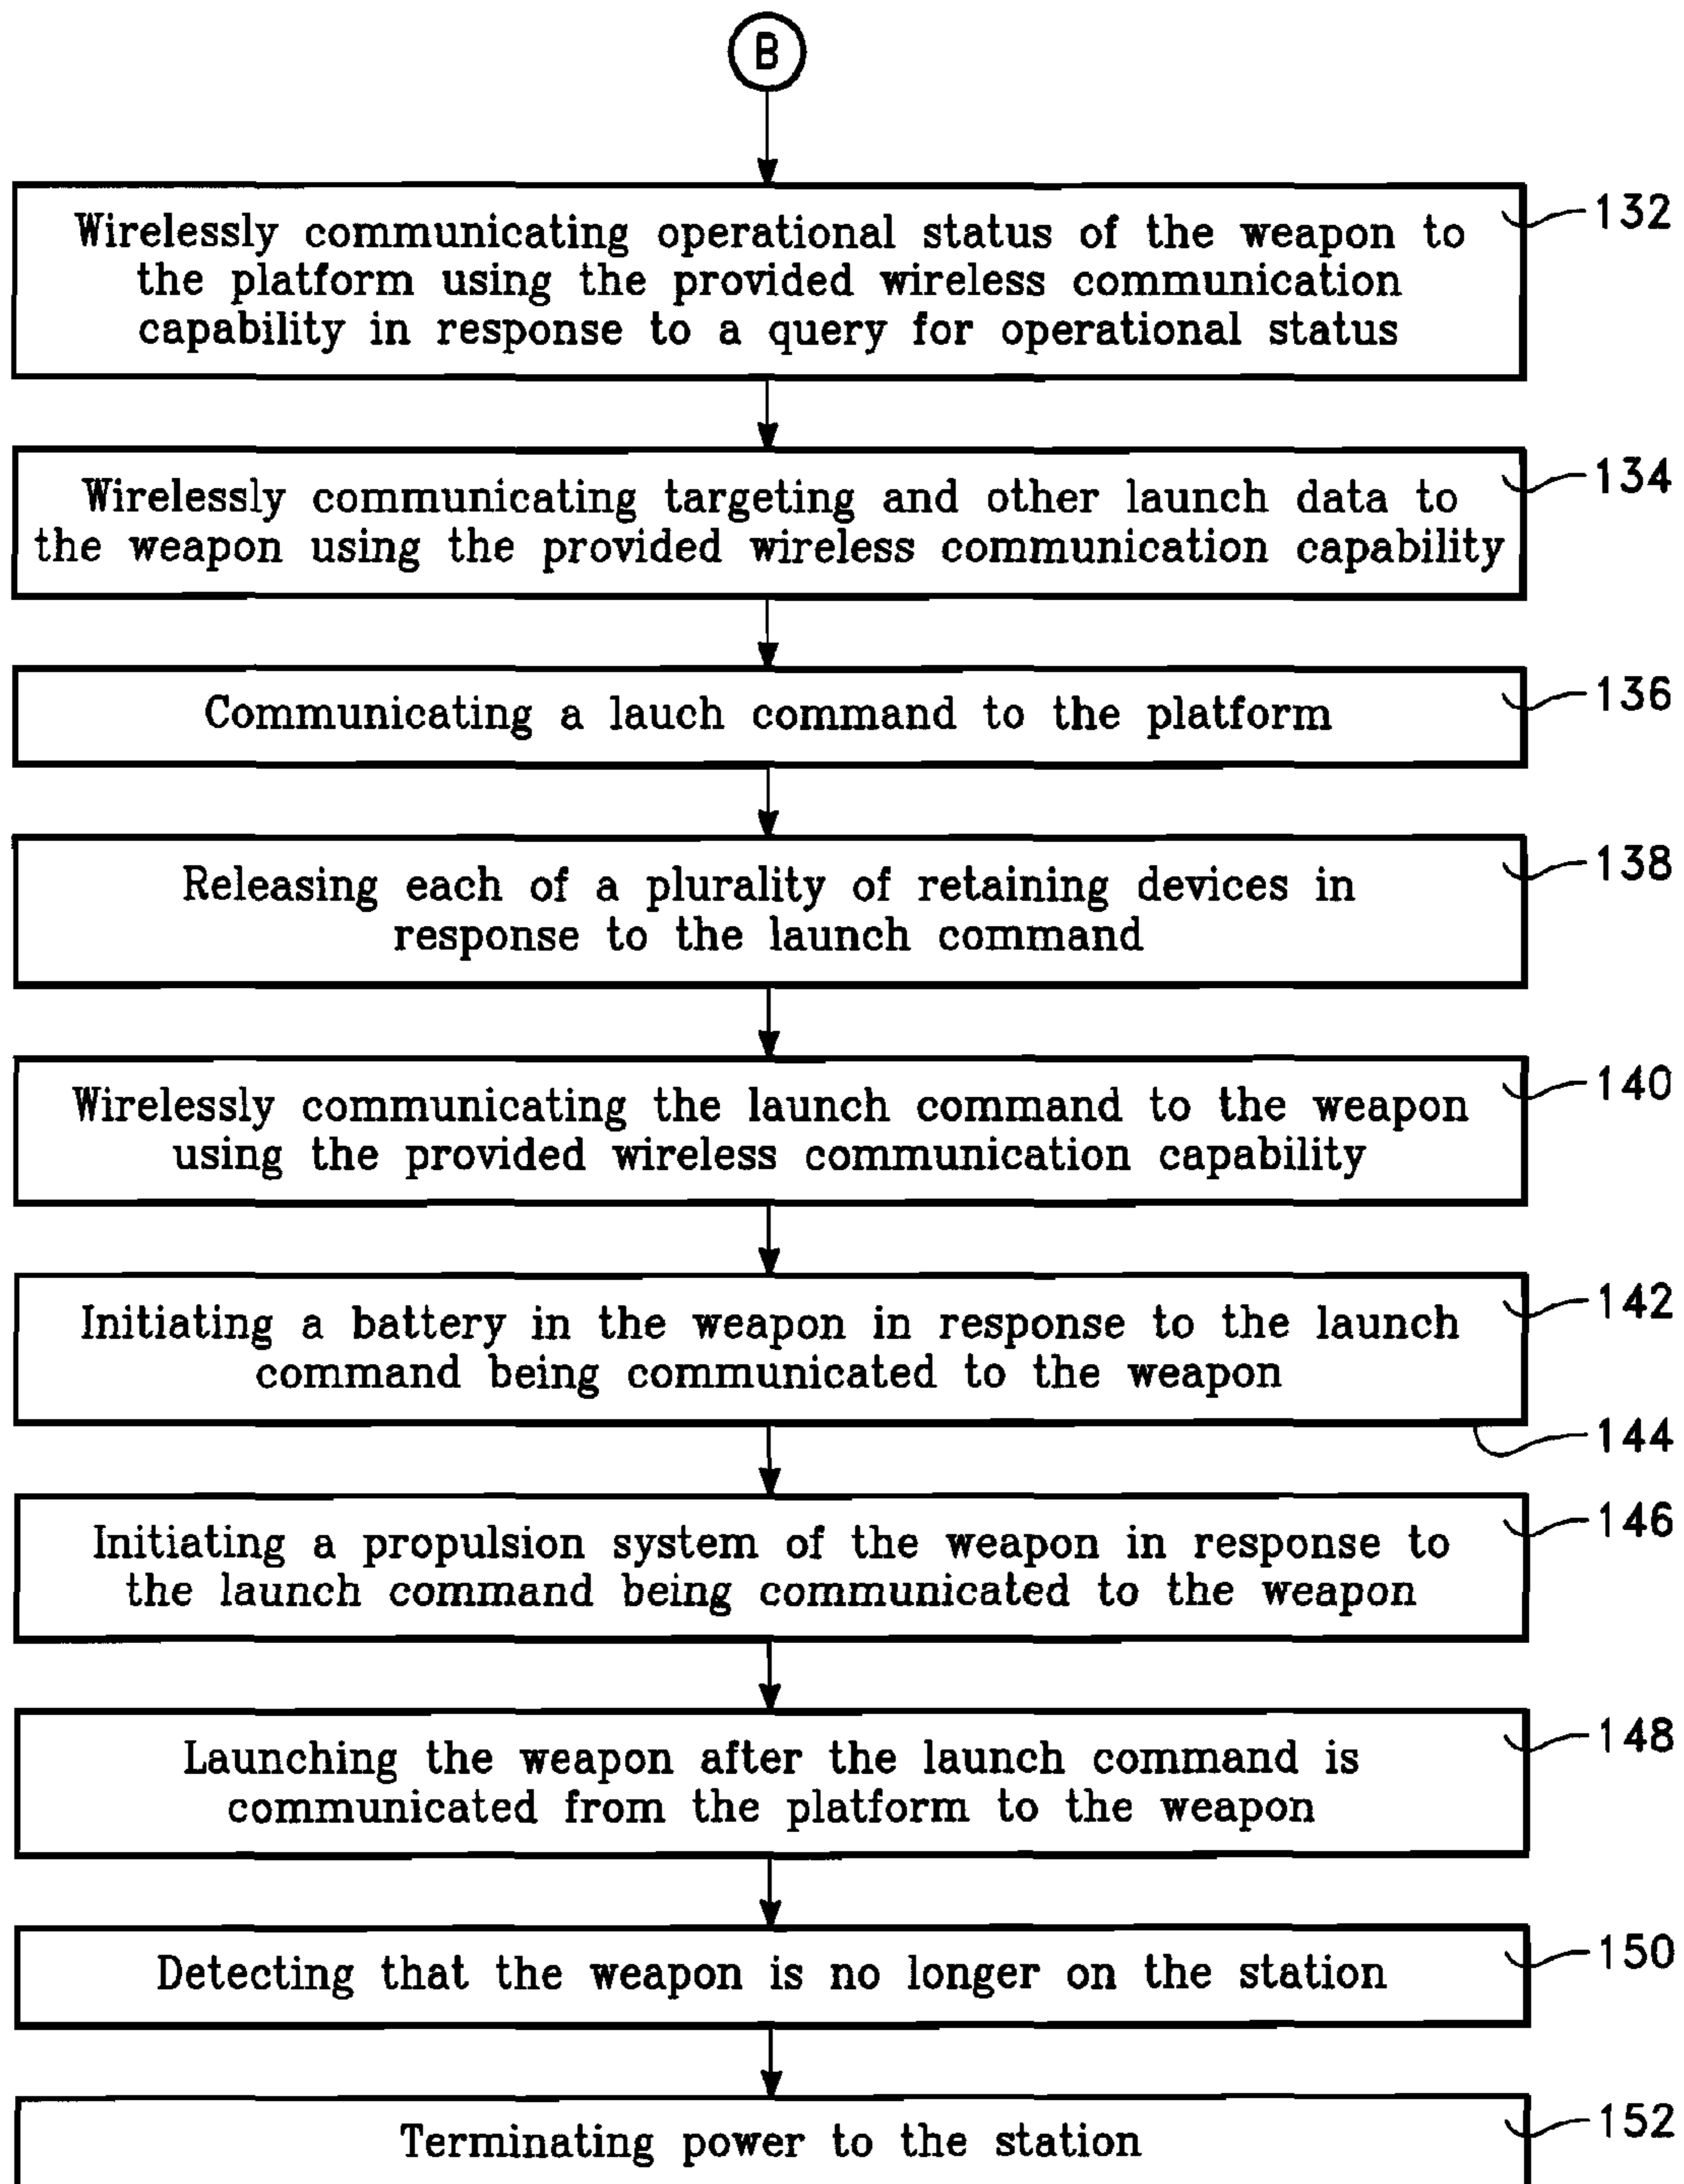 B
Wirelessly communicating operational status of the weapon to
the platform using the provided wireless communication
capability in response to a query for operational status
132
Wirelessly communicating targeting and other launch data to
the weapon using the provided wireless communication capability
134
Communicating a lauch command to the platform
136
Releasing each of a plurality of retaining devices in
response to the launch command
138
Wirelessly communicating the launch command to the weapon
using the provided wireless communication capability
140
Initiating a battery in the weapon in response to the launch
command being communicated to the weapon
142
144
Initiating a propulsion system of the weapon in response to
the launch command being communicated to the weapon
146
Launching the weapon after the launch command is
communicated from the platform to the weapon
148
Detecting that the weapon is no longer on the station
150
Terminating power to the station
152